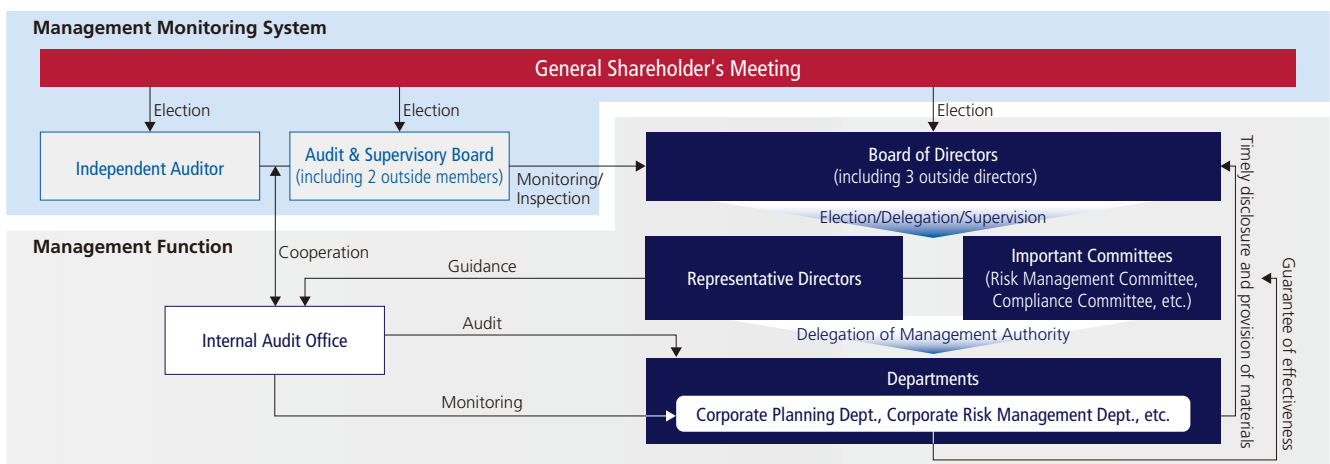 Management Monitoring System
General Shareholder's Meeting
Election
Election
Election
Independent Auditor
Audit & Supervisory Board
(including 2 outside members)
Monitoring/
Inspection
Board of Directors
(including 3 outside directors)
Timely disclosure and provision of materials
Election/Delegation/Supervision
Management Function
Cooperation
Guidance
Representative Directors
Important Committees
(Risk Management Committee,
Compliance Committee, etc.)
Guarantee of effectiveness
Internal Audit Office
Audit
Delegation of Management Authority
Departments
Monitoring
Corporate Planning Dept., Corporate Risk Management Dept., etc.